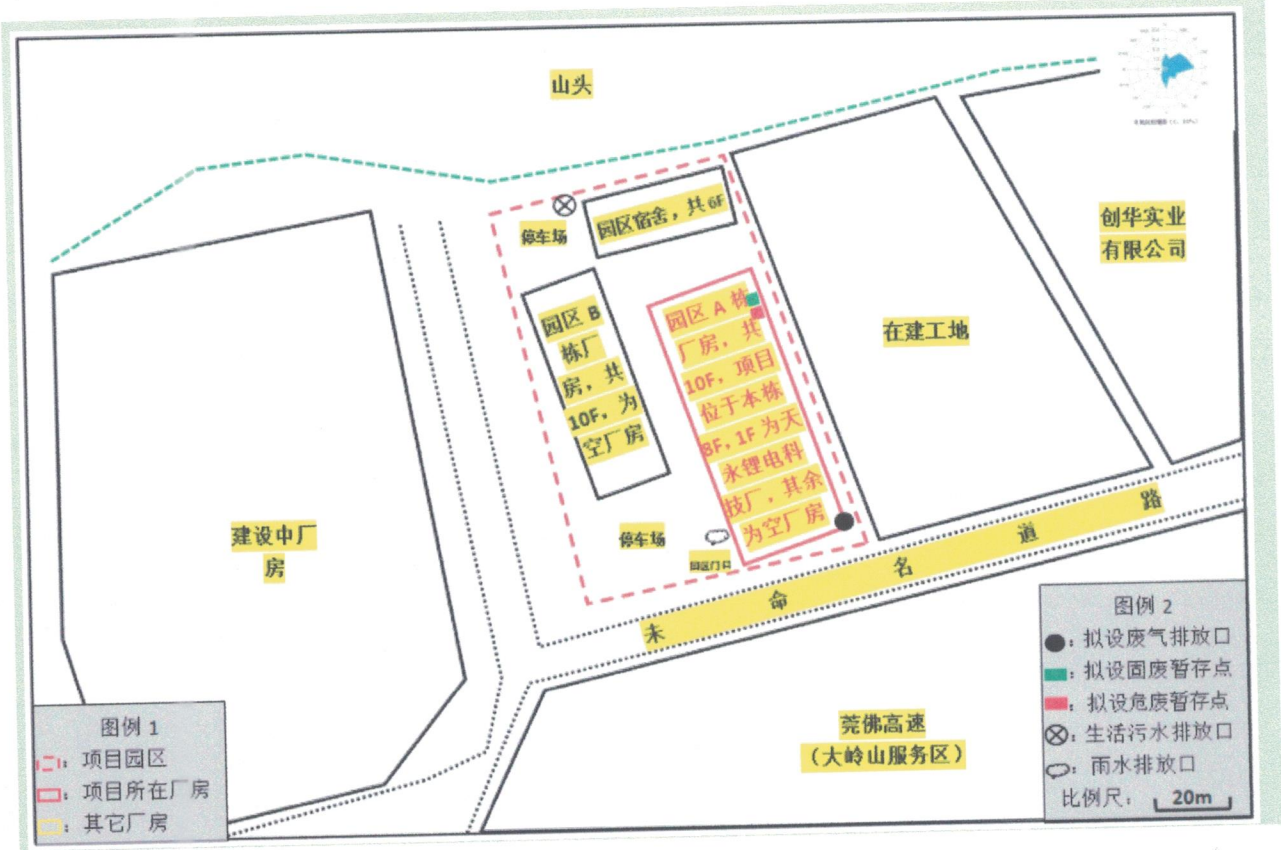 山头
园区宿舍，共 6F
停车场
创华实业
有限公司
在建工地
园区 B
栋厂
房，共
10F，为
空厂房
园区 A 栋
厂房，共
10F，项目
位于本栋
8F，1F 为天
永锂电科
技厂，其余
为空厂房
建设中厂
房
停车场
园区门口
未命名道路
莞佛高速
（大岭山服务区）
图例 1
：项目园区
：项目所在厂房
：其它厂房
图例 2
：拟设废气排放口
：拟设固废暂存点
：拟设危废暂存点
：生活污水排放口
：雨水排放口
比例尺： 20m